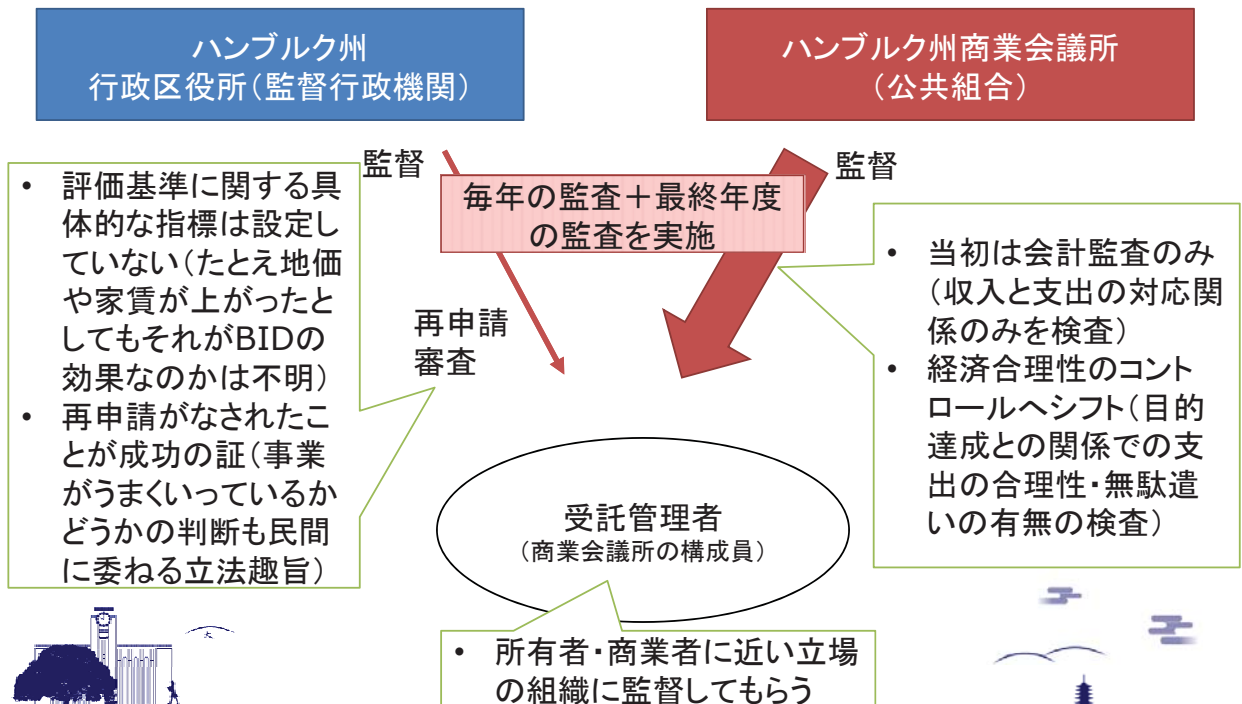 ハンブルク州
行政区役所(監督行政機関)
ハンブルク州商業会議所
(公共組合)
監督
監督
毎年の監査+最終年度
の監査を実施
• 評価基準に関する具
体的な指標は設定し
ていない(たとえ地価
や家賃が上がったと
してもそれがBIDの
効果なのかは不明)
• 再申請がなされたこ
とが成功の証(事業
がうまくいっているか
どうかの判断も民間
に委ねる立法趣旨)
再申請
審査
• 当初は会計監査のみ
(収入と支出の対応関
係のみを検査)
• 経済合理性のコント
ロールへシフト(目的
達成との関係での支
出の合理性・無駄遣
いの有無の検査)
受託管理者
(商業会議所の構成員)
• 所有者・商業者に近い立場
の組織に監督してもらう
大